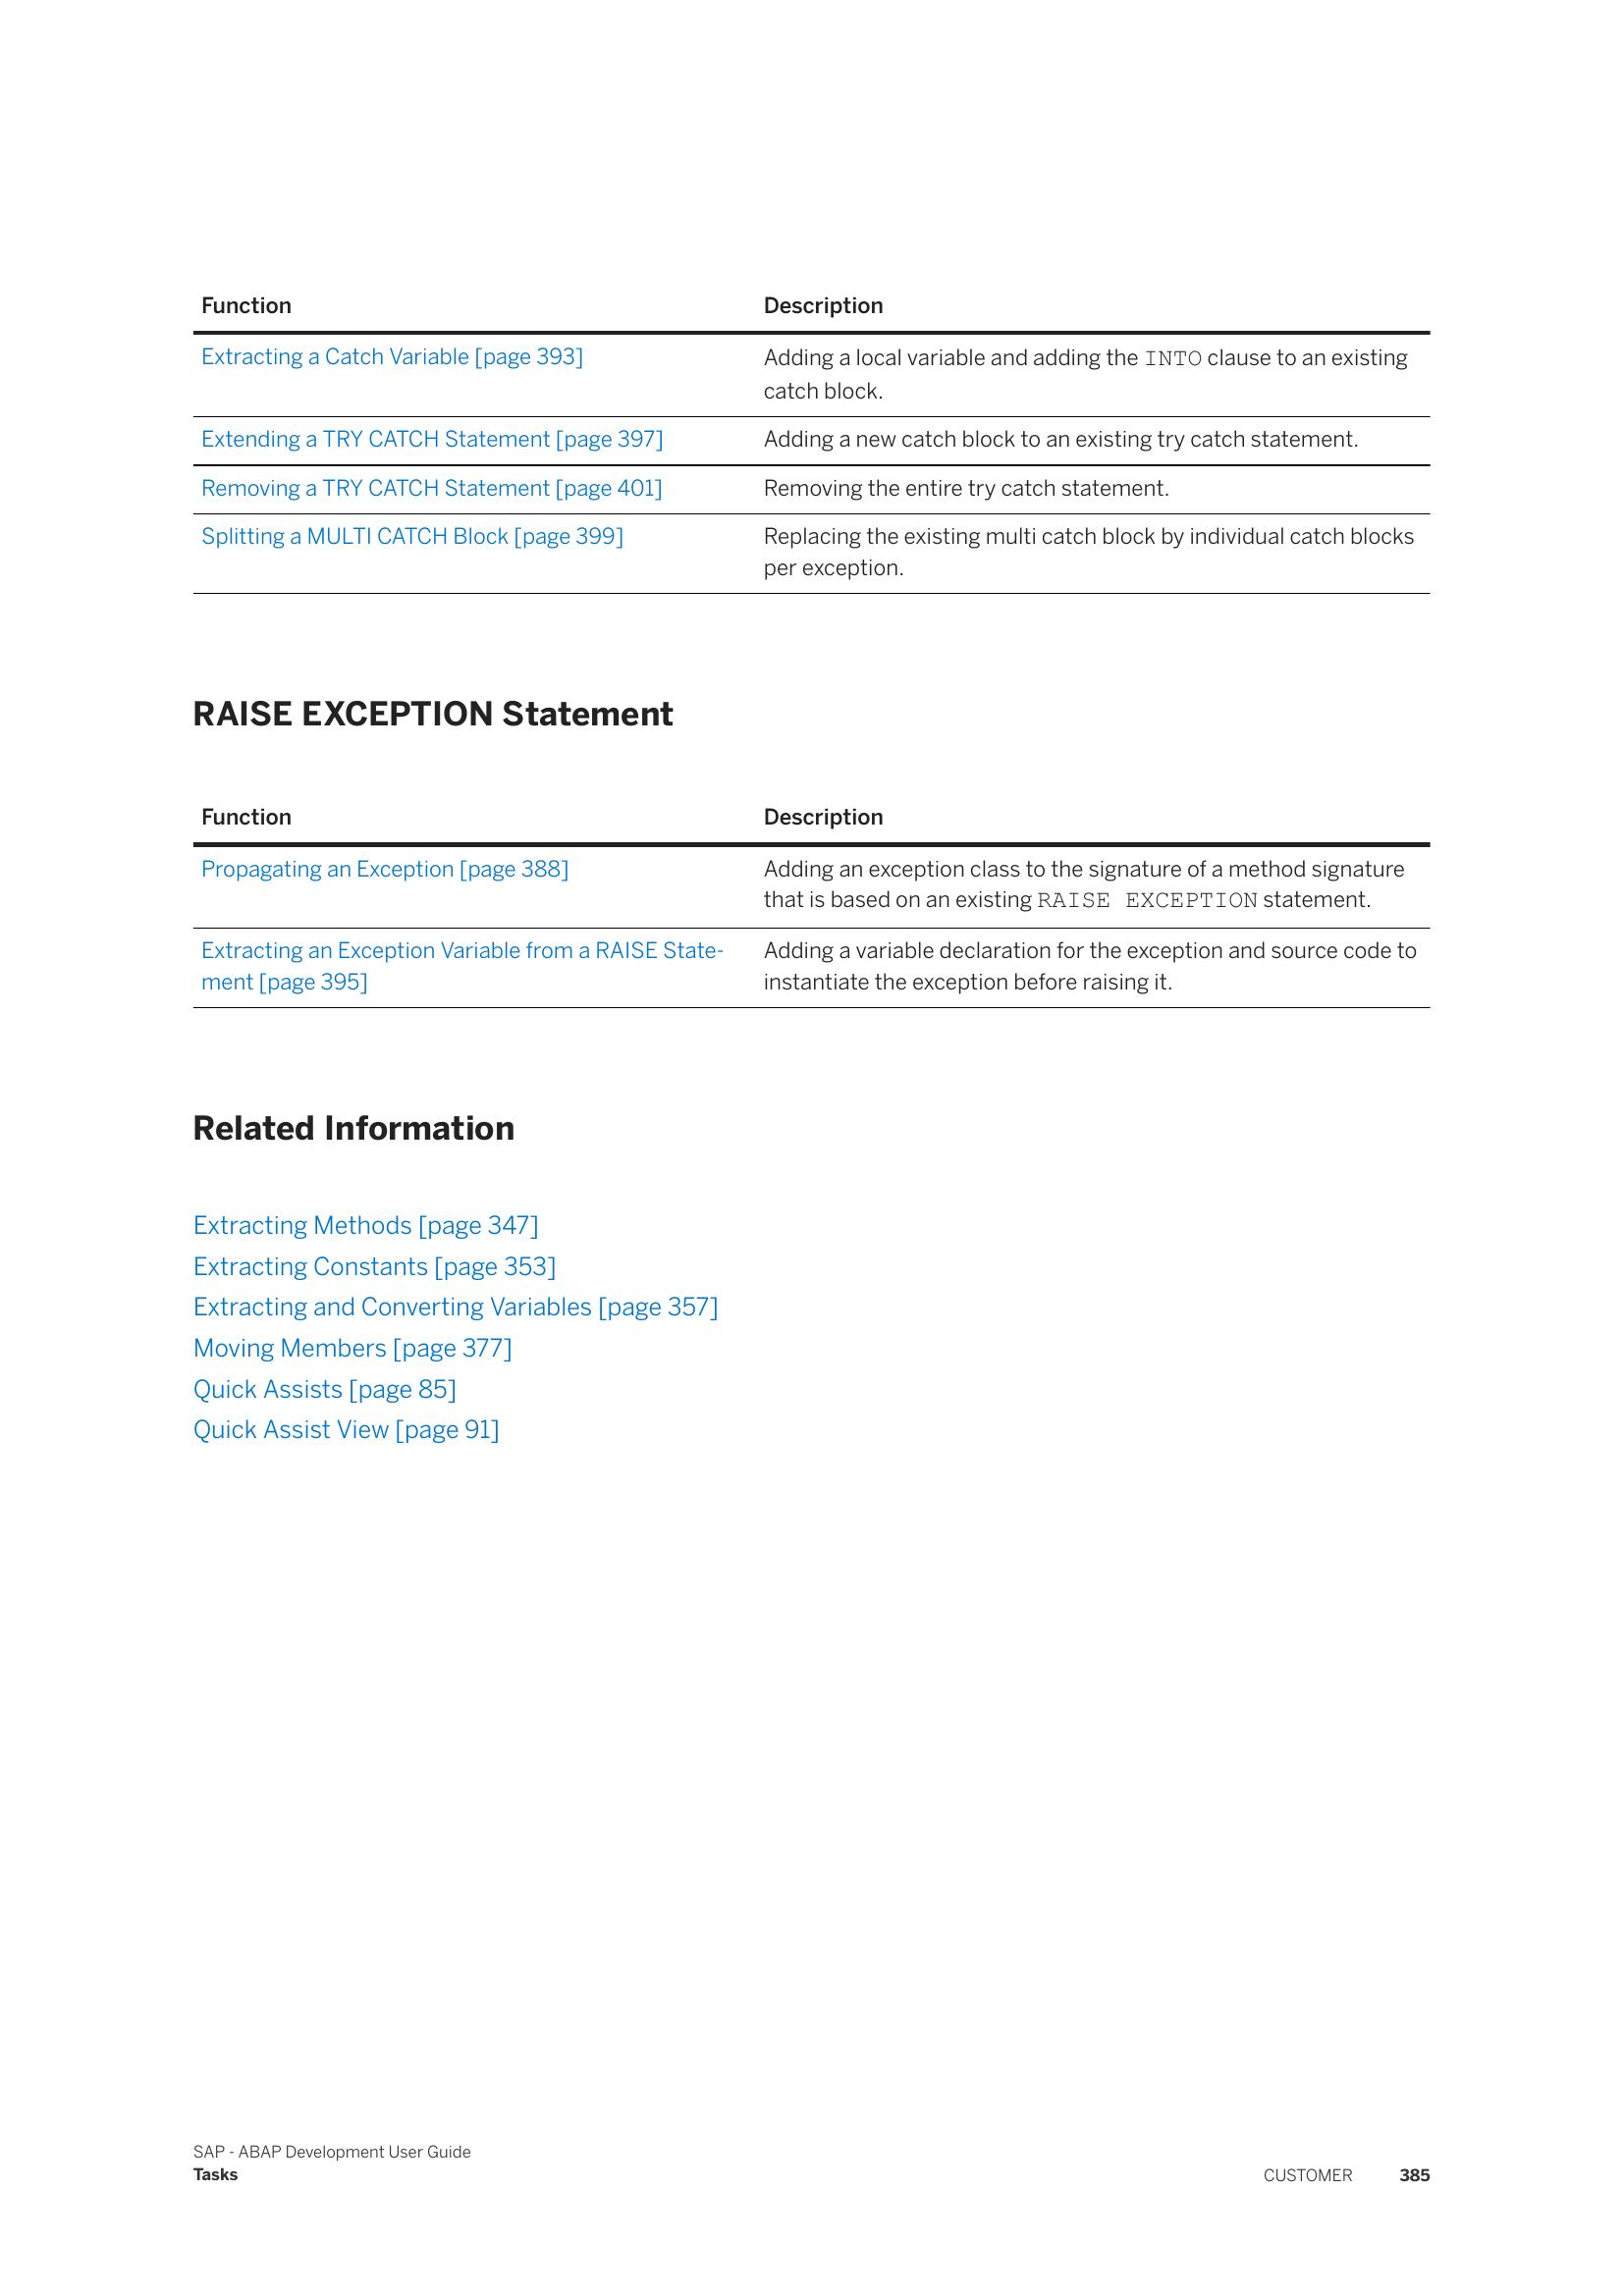 Function Description
Extracting a Catch Variable [page 393] Adding a local variable and adding the INTO clause to an existing
catch block.
Extending a TRY CATCH Statement [page 397] Adding a new catch block to an existing try catch statement.
Removing a TRY CATCH Statement [page 401] Removing the entire try catch statement.
Splitting a MULTI CATCH Block [page 399] Replacing the existing multi catch block by individual catch blocks
per exception.
RAISE EXCEPTION Statement
Function Description
Propagating an Exception [page 388] Adding an exception class to the signature of a method signature
that is based on an existing RAISE EXCEPTION statement.
Extracting an Exception Variable from a RAISE State- Adding a variable declaration for the exception and source code to
ment [page 395] instantiate the exception before raising it.
Related Information
Extracting Methods [page 347]
Extracting Constants [page 353]
Extracting and Converting Variables [page 357]
Moving Members [page 377]
Quick Assists [page 85]
Quick Assist View [page 91]
SAP - ABAP Development User Guide
Tasks CUSTOMER 385